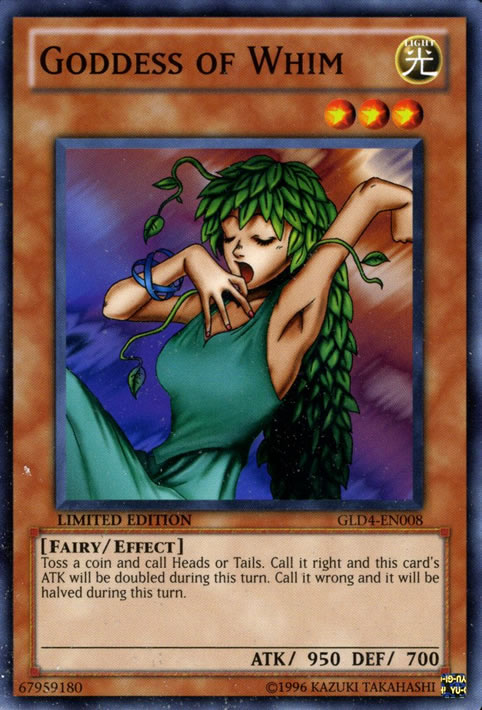 GODDESS OF WHIM
LIGHT
光
LIMITED EDITION
GLD4-EN008
[FAIRY/EFFECT]
Toss a coin and call Heads or Tails. Call it right and this card's
ATK will be doubled during this turn. Call it wrong and it will be
halved during this turn.
ATK/ 950 DEF/ 700
67959180
©1996 KAZUKI TAKAHASHI